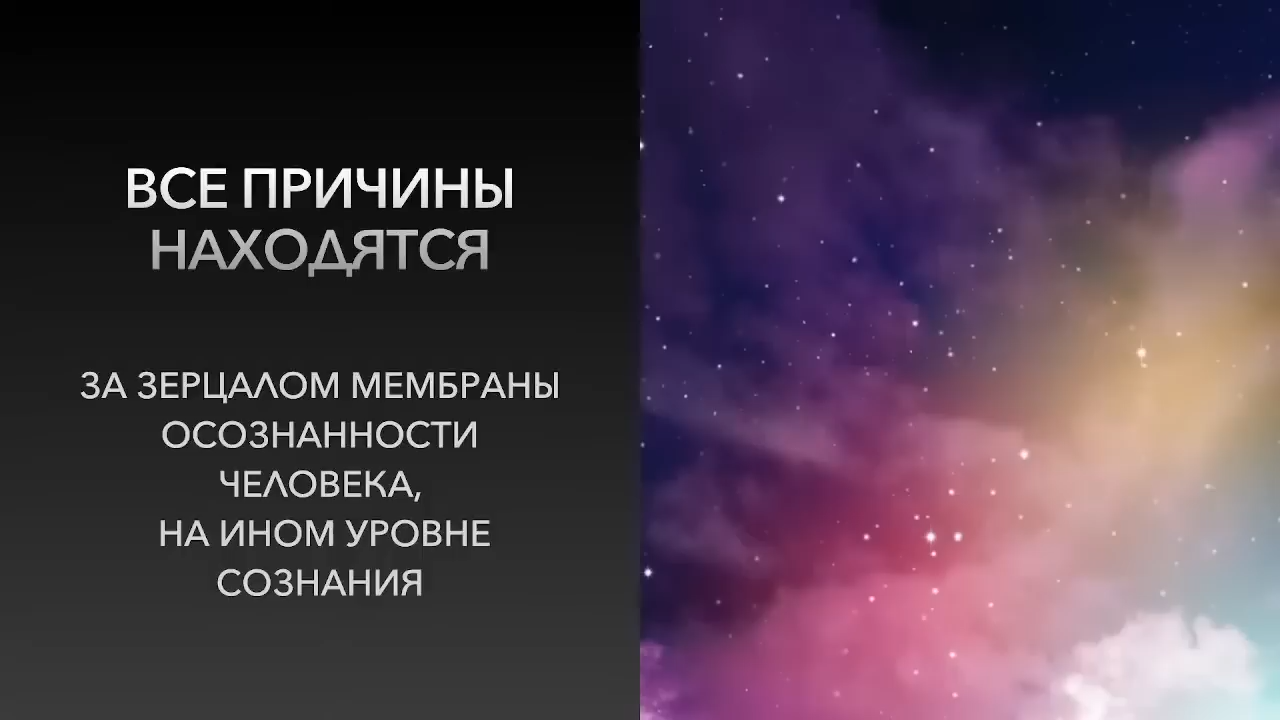 ВСЕ ПРИЧИНЫ
НАХОДЯТСЯ
ЗА ЗЕРЦАЛОМ МЕМБРАНЫ
ОСОЗНАННОСТИ
ЧЕЛОВЕКА,
НА ИНОМ УРОВНЕ
СОЗНАНИЯ